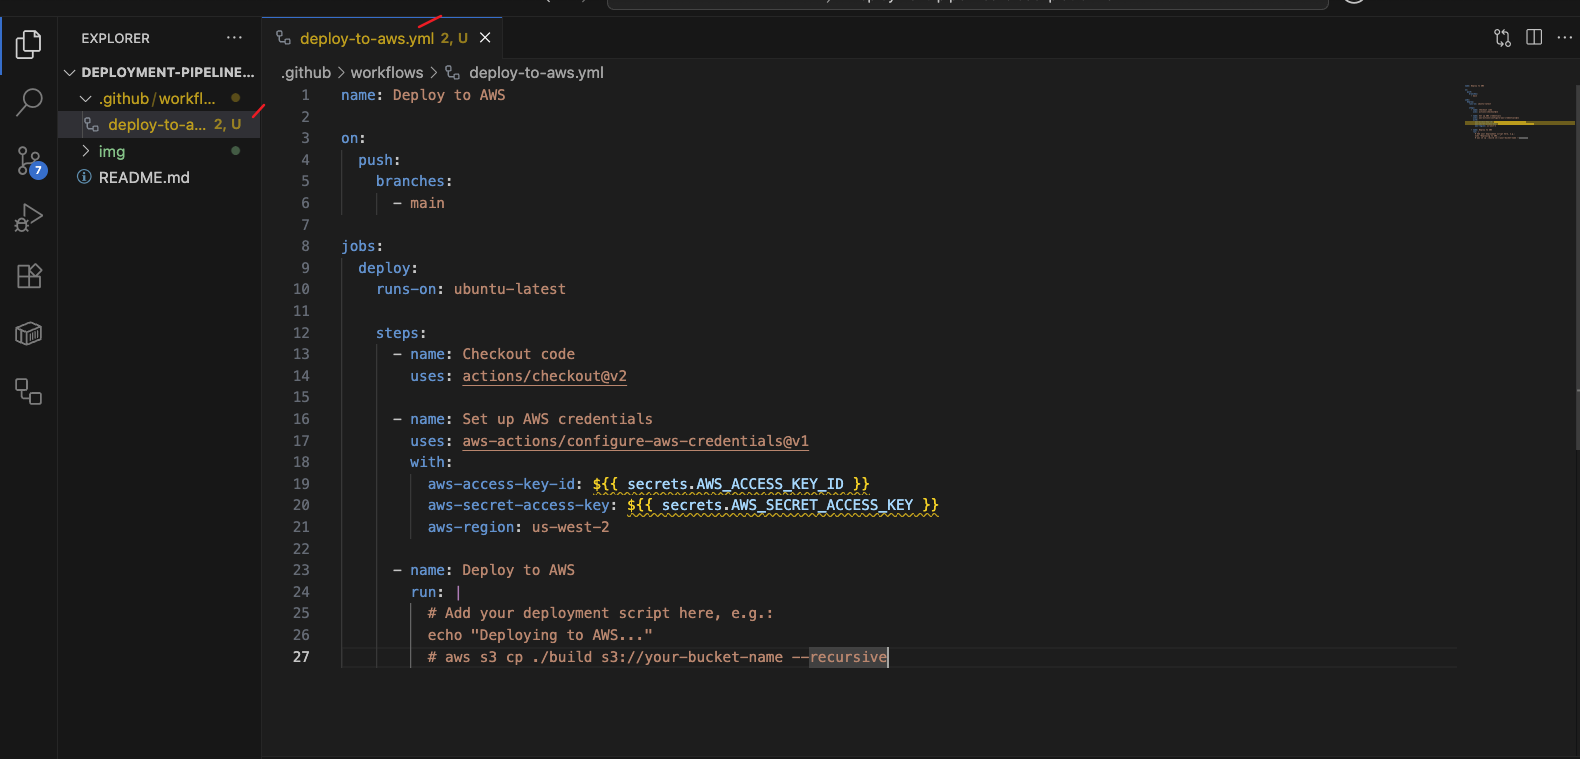 EXPLORER ...
DEPLOYMENT-PIPELINE...
.github/workfl...
deploy-to-a... 2, U
img
README.md
7
deploy-to-aws.yml 2, U
.github > workflows > deploy-to-aws.yml
1 name: Deploy to AWS
2
3 on:
4 push:
5 branches:
6 - main
7
8 jobs:
9 deploy:
10 runs-on: ubuntu-latest
11
12 steps:
13 - name: Checkout code
14 uses: actions/checkout@v2
15
16 - name: Set up AWS credentials
17 uses: aws-actions/configure-aws-credentials@v1
18 with:
19 aws-access-key-id: ${{ secrets.AWS_ACCESS_KEY_ID }}
20 aws-secret-access-key: ${{ secrets.AWS_SECRET_ACCESS_KEY }}
21 aws-region: us-west-2
22
23 - name: Deploy to AWS
24 run: |
25 # Add your deployment script here, e.g.:
26 echo "Deploying to AWS..."
27 # aws s3 cp ./build s3://your-bucket-name --recursive